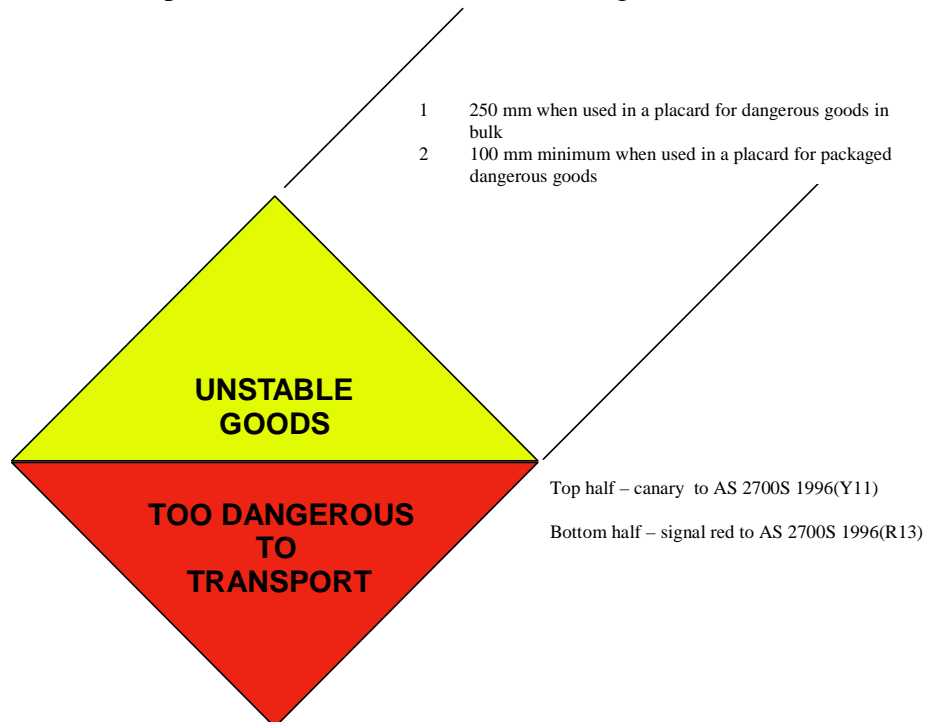 1 250 mm when used in a placard for dangerous goods in
bulk
2 100 mm minimum when used in a placard for packaged
dangerous goods
UNSTABLE
GOODS
TOO DANGEROUS
TO
TRANSPORT
Top half – canary to AS 2700S 1996(Y11)
Bottom half – signal red to AS 2700S 1996(R13)